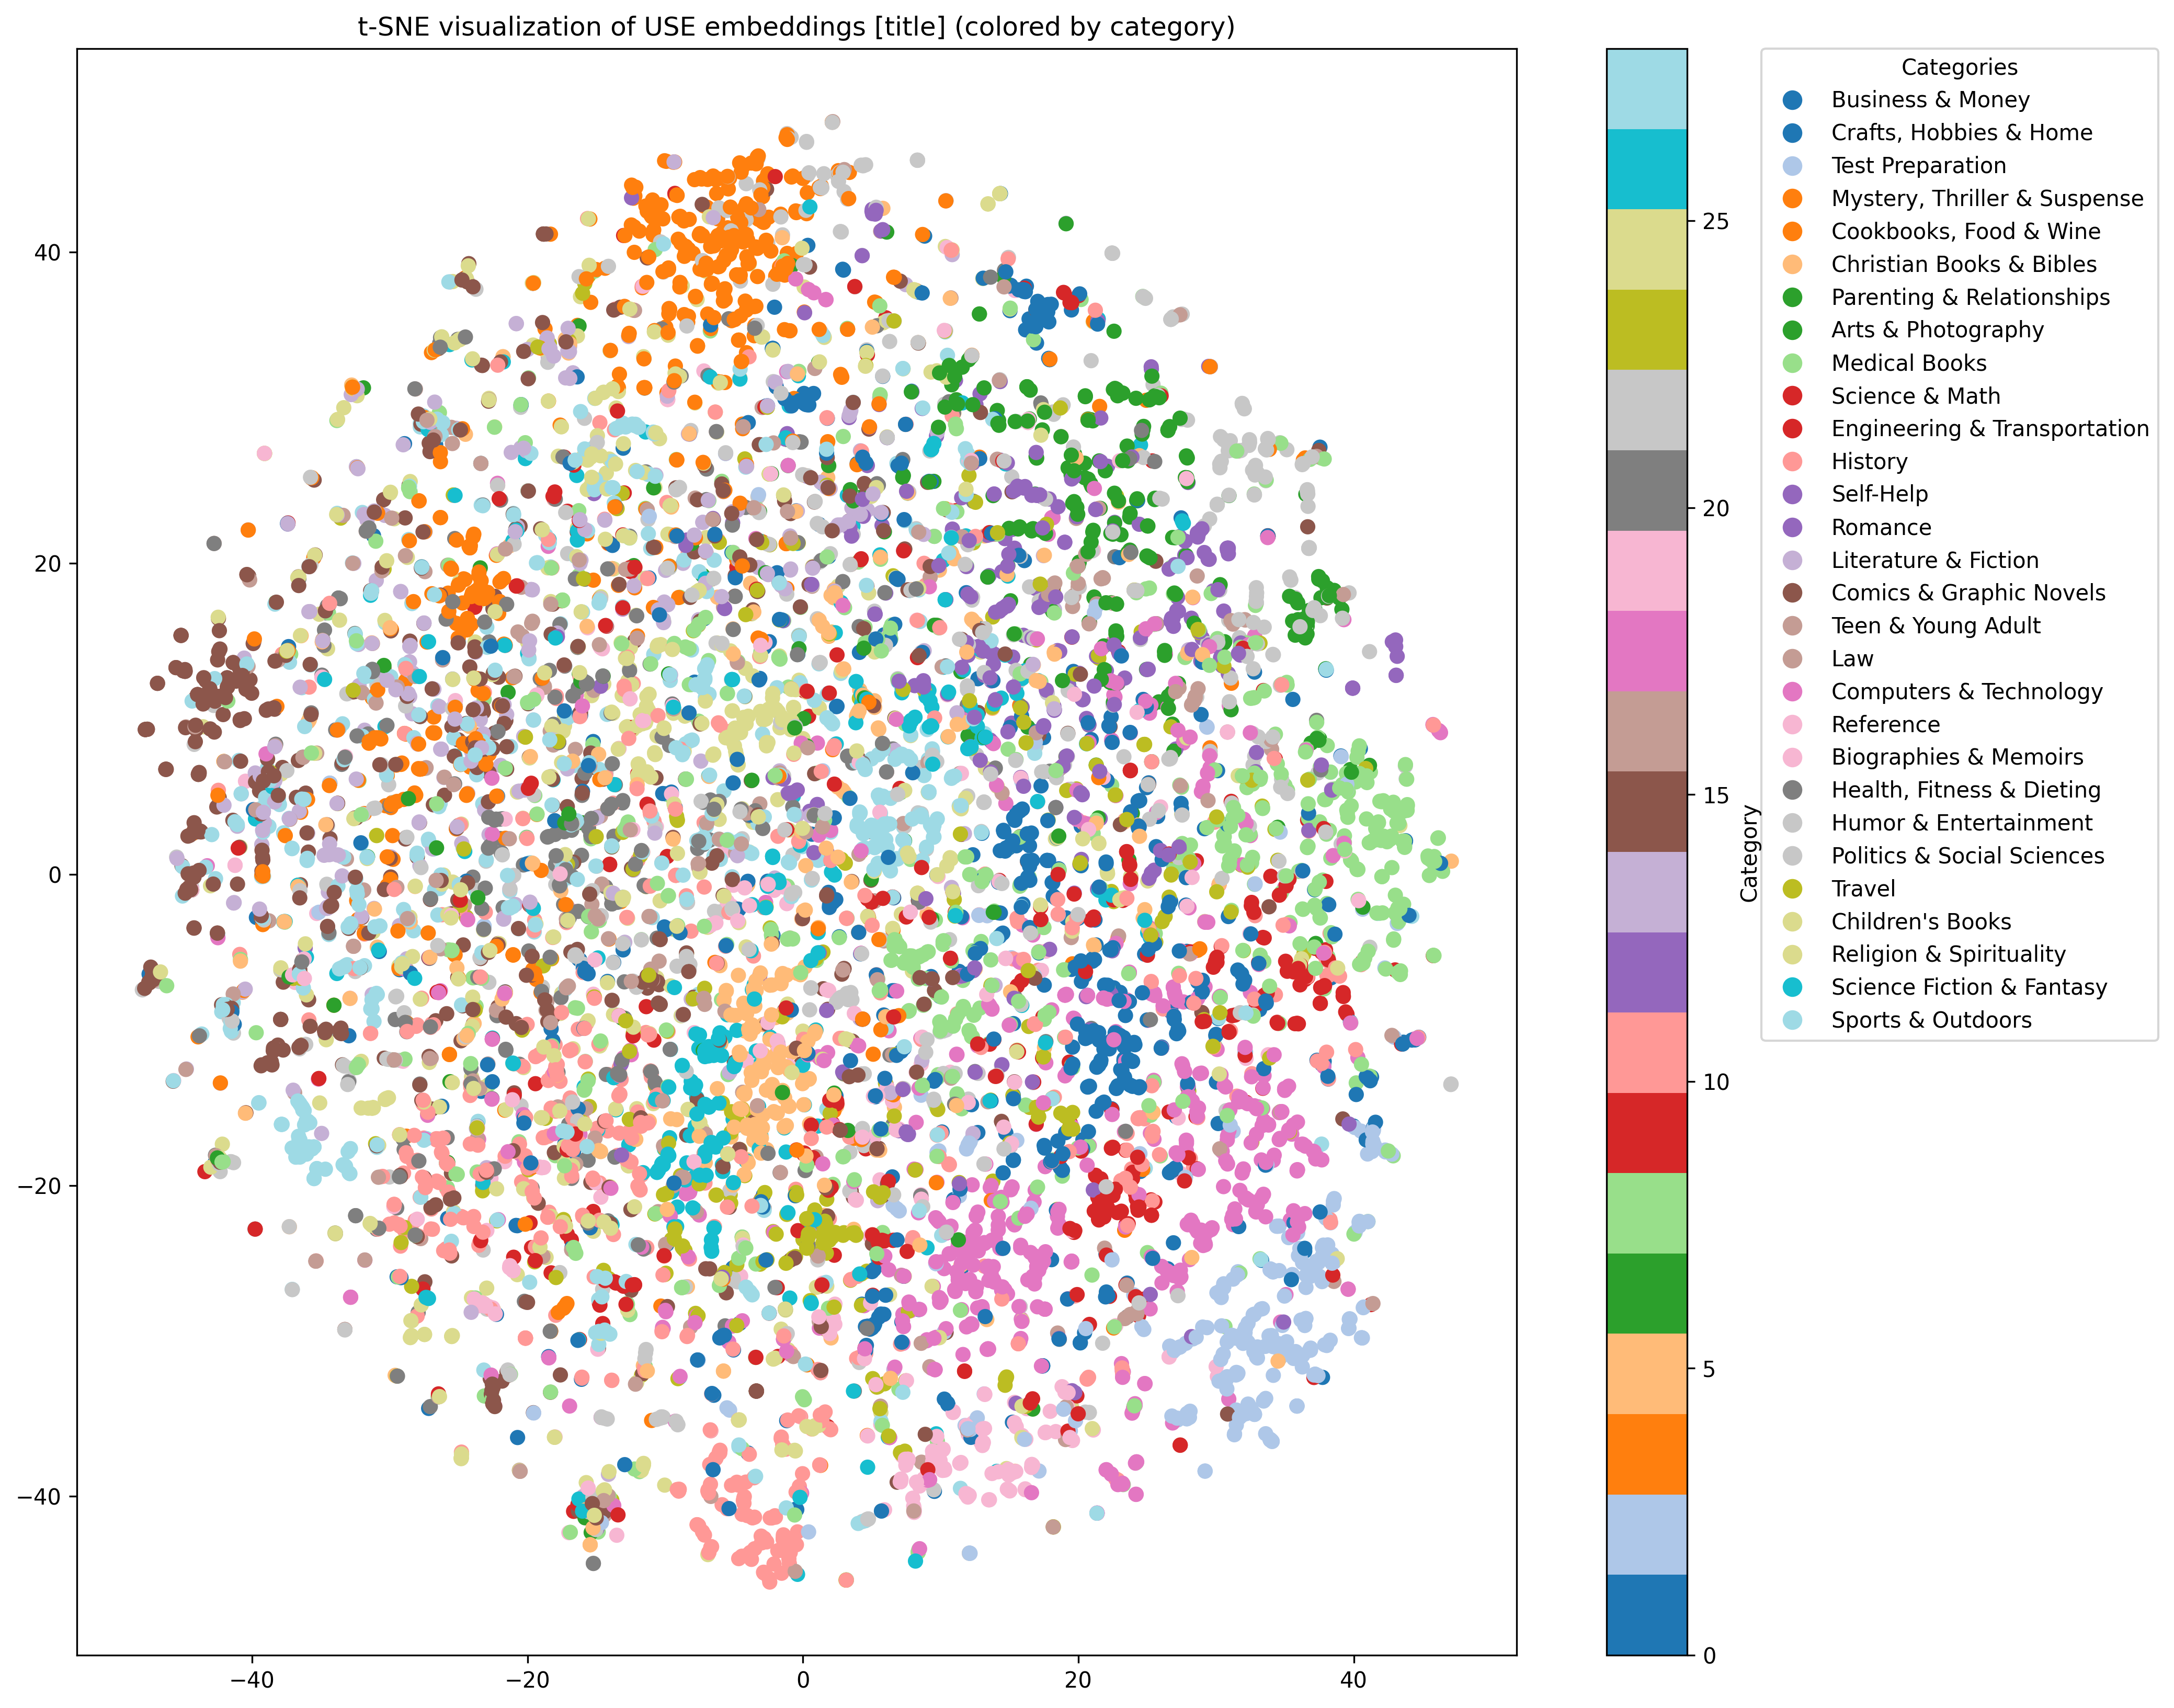 t-SNE visualization of USE embeddings [title] (colored by category)
40
20
0
−20
−40
−40
−20
0
20
40
25
20
15
10
5
0
Category
Categories
Business & Money
Crafts, Hobbies & Home
Test Preparation
Mystery, Thriller & Suspense
Cookbooks, Food & Wine
Christian Books & Bibles
Parenting & Relationships
Arts & Photography
Medical Books
Science & Math
Engineering & Transportation
History
Self-Help
Romance
Literature & Fiction
Comics & Graphic Novels
Teen & Young Adult
Law
Computers & Technology
Reference
Biographies & Memoirs
Health, Fitness & Dieting
Humor & Entertainment
Politics & Social Sciences
Travel
Children's Books
Religion & Spirituality
Science Fiction & Fantasy
Sports & Outdoors